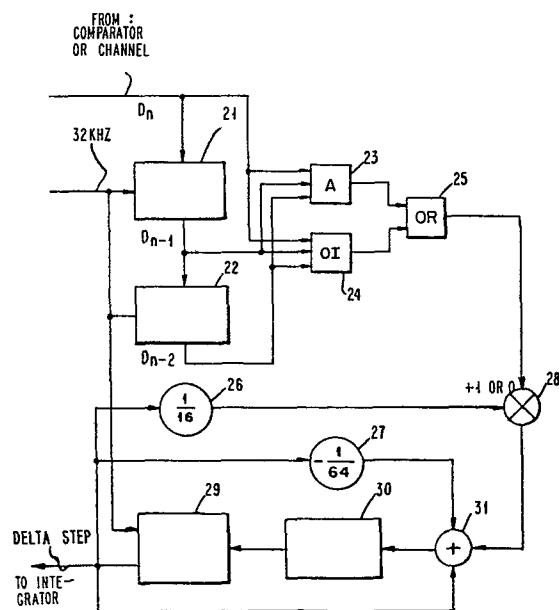 FROM :
COMPARATOR
OR CHANNEL
Dn
21
32KHZ
23
A
25
OR
Dn-1
22
OI
24
Dn-2
26
+1 OR 0
28
1
16
27
- 1
64
29
30
31
+
DELTA STEP
TO INTE-
GRATOR